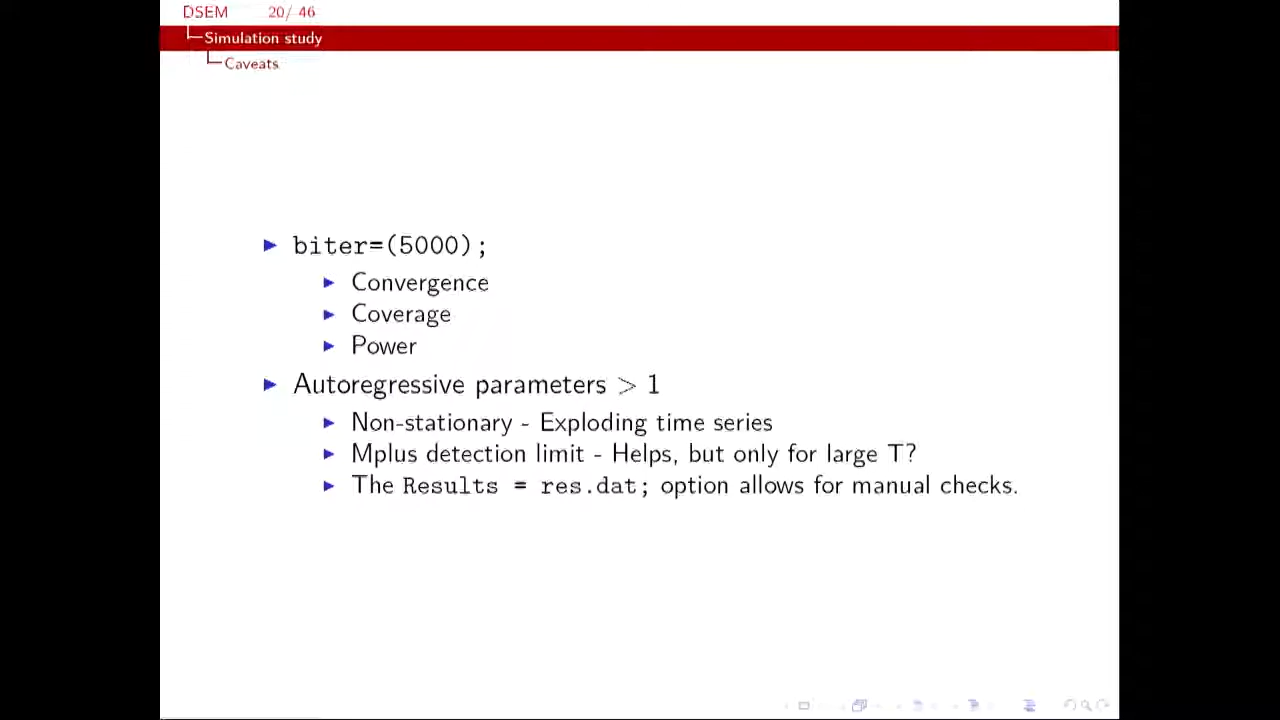 DSEM 20/ 46
Simulation study
Caveats
biter=(5000);
Convergence
Coverage
Power
Autoregressive parameters > 1
Non-stationary - Exploding time series
Mplus detection limit - Helps, but only for large T?
The Results = res.dat; option allows for manual checks.